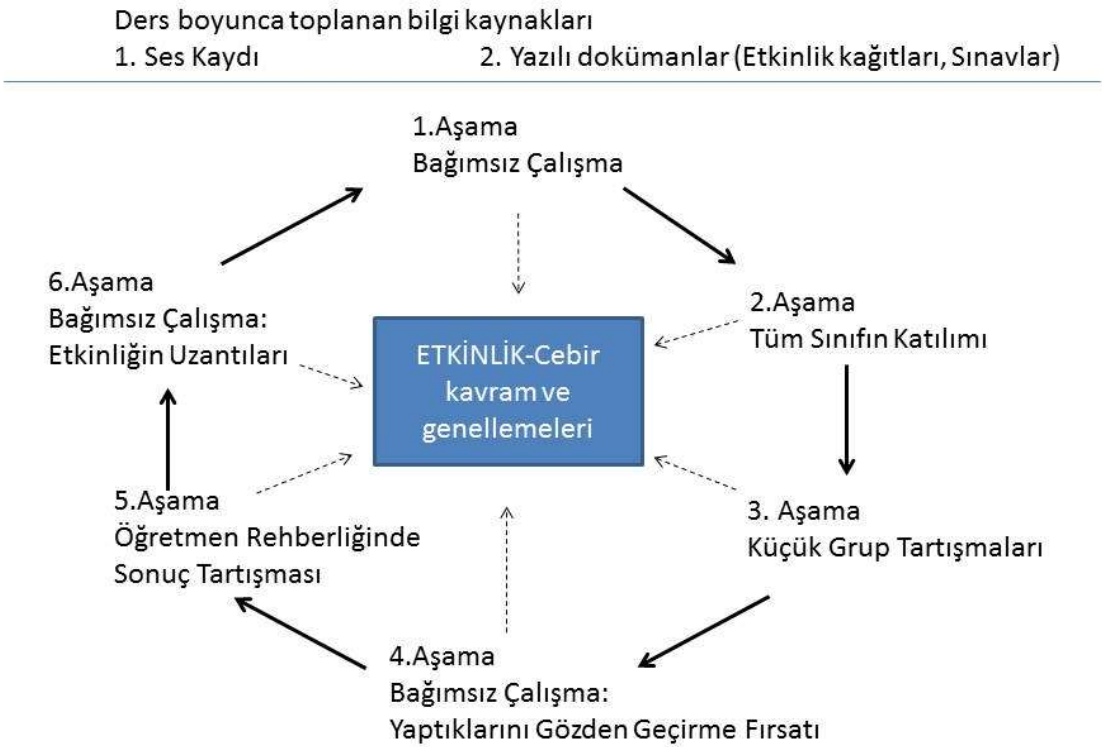 Ders boyunca toplanan bilgi kaynakları
1. Ses Kaydı 2. Yazılı dokümanlar (Etkinlik kağıtları, Sınavlar)
1.Aşama
Bağımsız Çalışma
2.Aşama
Tüm Sınıfın Katılımı
3. Aşama
Küçük Grup Tartışmaları
4.Aşama
Bağımsız Çalışma:
Yaptıklarını Gözden Geçirme Fırsatı
5.Aşama
Öğretmen Rehberliğinde
Sonuç Tartışması
6.Aşama
Bağımsız Çalışma:
Etkinliğin Uzantıları
ETKİNLİK-Cebir
kavram ve
genellemeleri